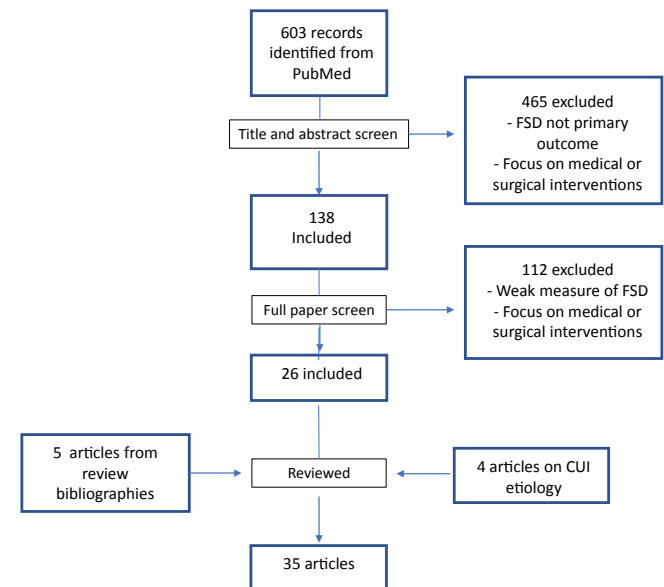 603 records
identified from
PubMed
Title and abstract screen
465 excluded
- FSD not primary
outcome
- Focus on medical or
surgical interventions
138
Included
Full paper screen
112 excluded
- Weak measure of FSD
- Focus on medical or
surgical interventions
26 included
5 articles from
review
bibliographies
Reviewed
4 articles on CUI
etiology
35 articles